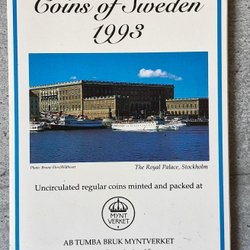 Coins of Sweden
1993
The Royal Palace, Stockholm
Uncirculated regular coins minted and packed at
MYNT
VERKET
AB TUMBA BRUK MYNTVERKET